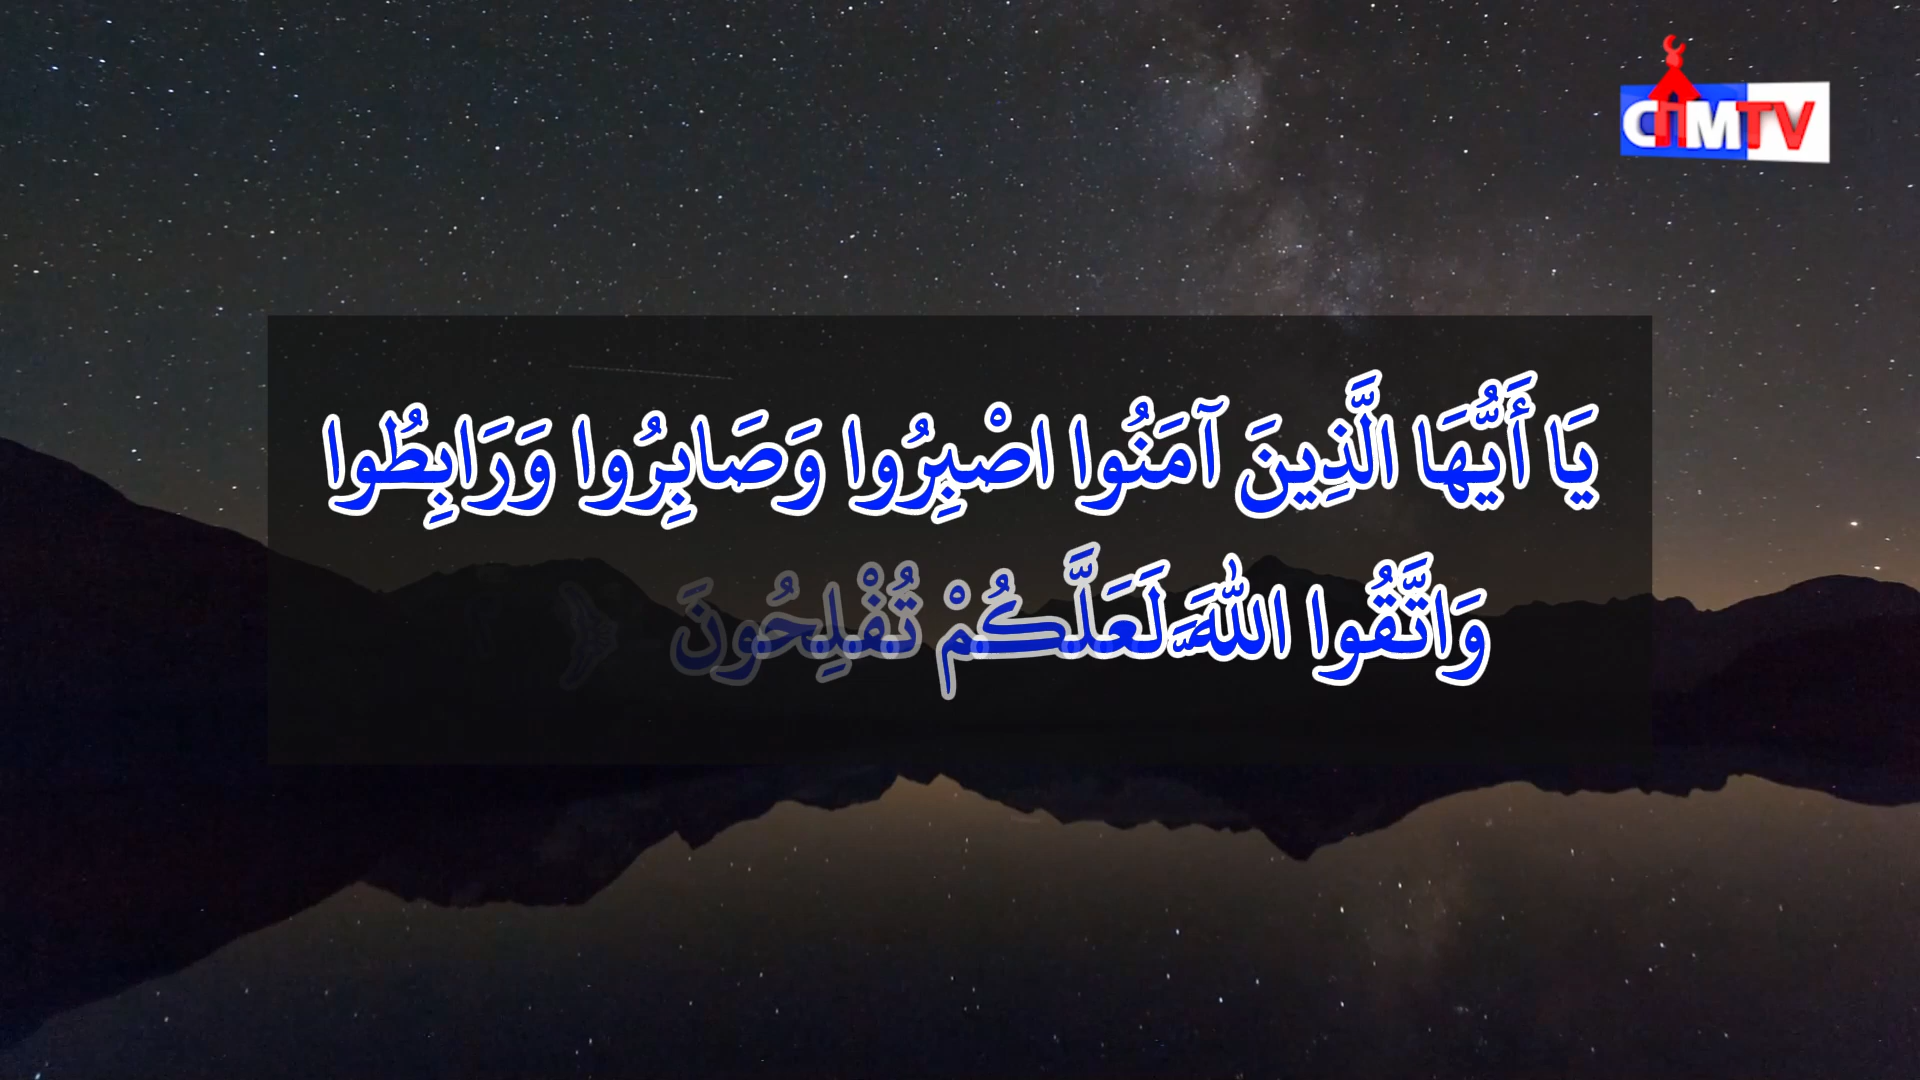 CIMTV
يَا أَيُّهَا الَّذِينَ آمَنُوا اصْبِرُوا وَصَابِرُوا وَرَابِطُوا
وَاتَّقُوا اللَّهَ لَعَلَّكُمْ تُفْلِحُونَ